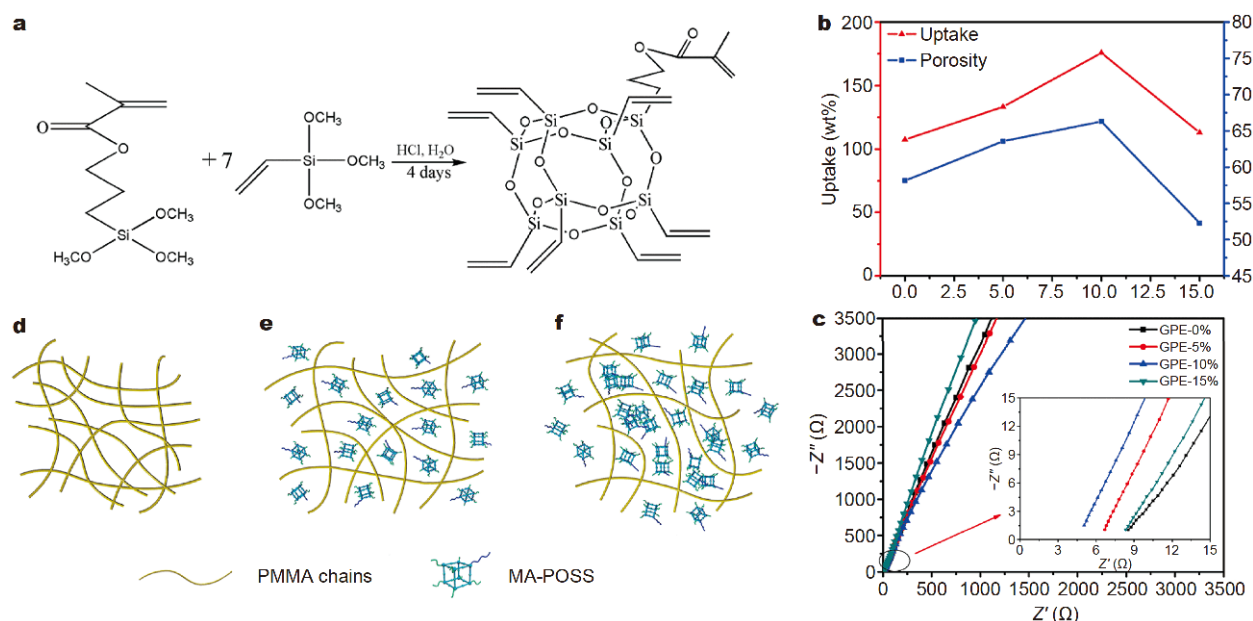 a
O
O
Si
OCH3
H3CO
OCH3
+ 7
OCH3
Si
OCH3
OCH3
HCl, H2O
4 days
O
O
Si
O
Si
Si
Si
O
O
O
O
O
O
O
O
Si
O
Si
O
Si
O
Si
O
b
Uptake
Porosity
Uptake (wt%)
200
150
100
50
0
80
75
70
65
60
55
50
45
0.0 2.5 5.0 7.5 10.0 12.5 15.0
d
e
f
PMMA chains
MA-POSS
c
GPE-0%
GPE-5%
GPE-10%
GPE-15%
−Z″ (Ω)
3500
3000
2500
2000
1500
1000
500
0
0 500 1000 1500 2000 2500 3000 3500
Z′ (Ω)
−Z″ (Ω)
15
12
9
6
3
0
0 3 6 9 12 15
Z′ (Ω)